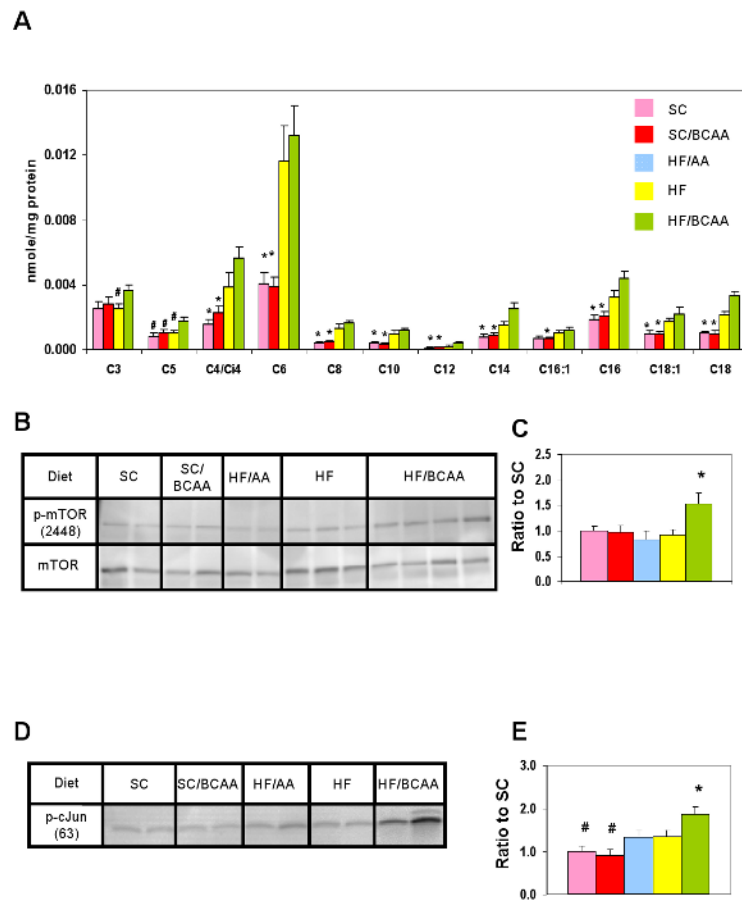 A
0.016
0.012
0.008
0.004
0.000
nmole/mg protein
SC
SC/BCAA
HF/AA
HF
HF/BCAA
#
# # #
* *
* *
* *
* *
* *
* *
*
* *
* *
* *
C3 C5 C4/Ci4 C6 C8 C10 C12 C14 C16:1 C16 C18:1 C18
B
Diet SC SC/ BCAA HF/AA HF HF/BCAA
p-mTOR
(2448)
mTOR
C
Ratio to SC
2.5
2.0
1.5
1.0
0.5
0.0
*
D
Diet SC SC/BCAA HF/AA HF HF/BCAA
p-cJun
(63)
E
Ratio to SC
3.0
2.0
1.0
0.0
# # *